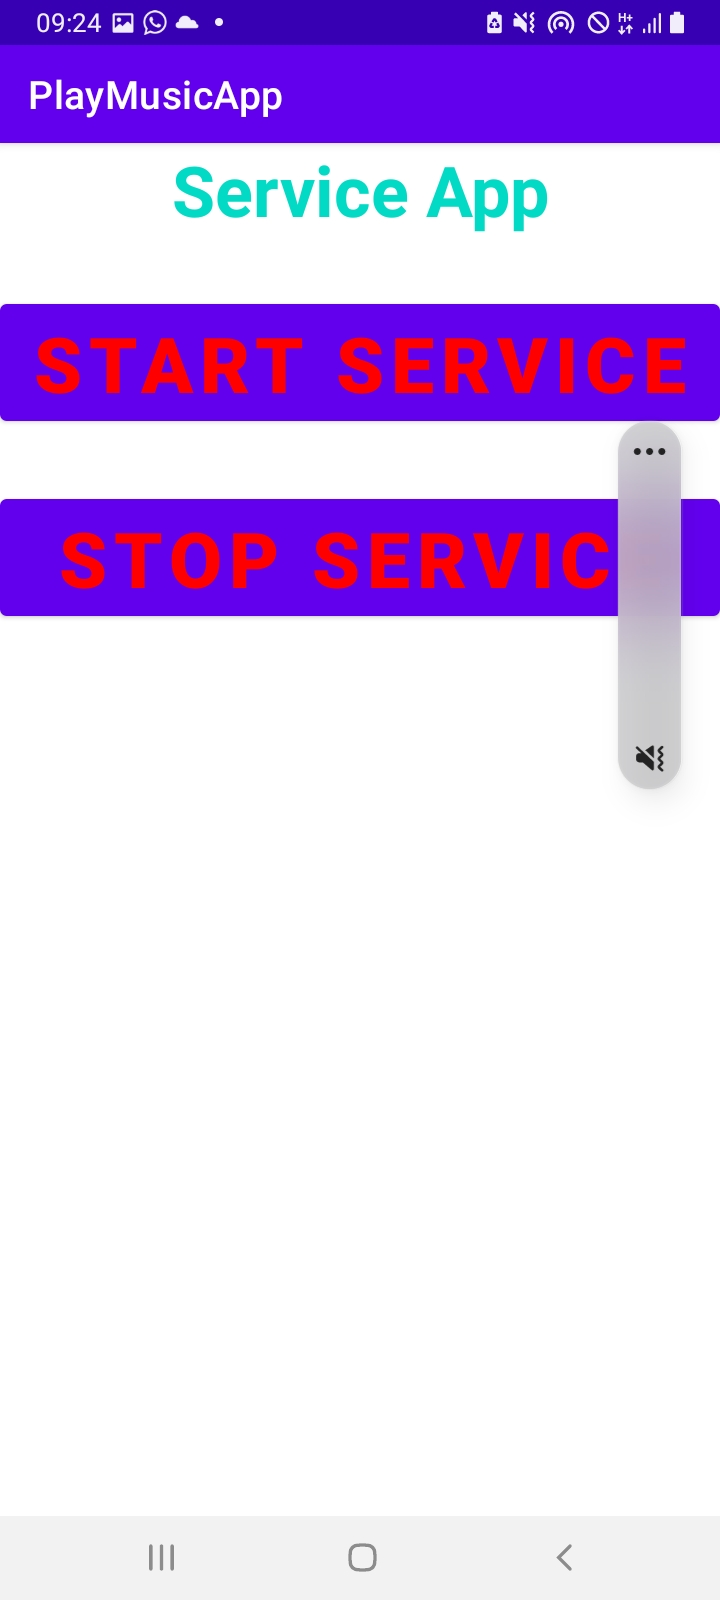 09:24 H+
PlayMusicApp
Service App
START SERVICE
STOP SERVIC